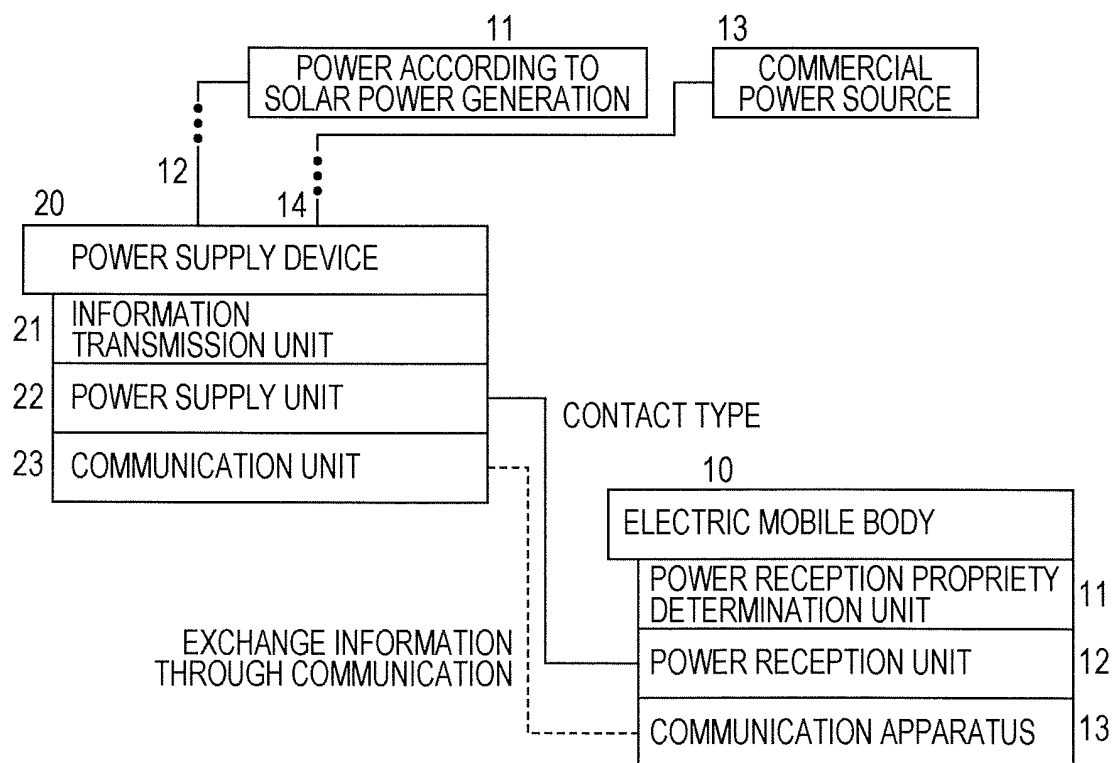 11
POWER ACCORDING TO
SOLAR POWER GENERATION
13
COMMERCIAL
POWER SOURCE
12
14
20
POWER SUPPLY DEVICE
21
INFORMATION
TRANSMISSION UNIT
22
POWER SUPPLY UNIT
23
COMMUNICATION UNIT
CONTACT TYPE
10
ELECTRIC MOBILE BODY
POWER RECEPTION PROPRIETY
DETERMINATION UNIT
11
EXCHANGE INFORMATION
THROUGH COMMUNICATION
POWER RECEPTION UNIT
12
COMMUNICATION APPARATUS
13